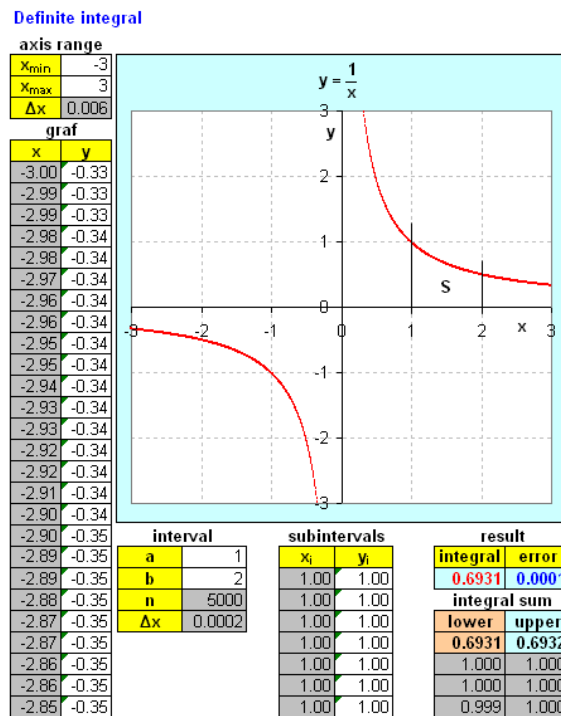 Definite integral
axis range
xmin -3
xmax 3
Δx 0.006
graf
x y
-3.00 -0.33
-2.99 -0.33
-2.99 -0.33
-2.98 -0.34
-2.98 -0.34
-2.97 -0.34
-2.96 -0.34
-2.96 -0.34
-2.95 -0.34
-2.95 -0.34
-2.94 -0.34
-2.93 -0.34
-2.93 -0.34
-2.92 -0.34
-2.92 -0.34
-2.91 -0.34
-2.90 -0.34
-2.90 -0.35
-2.89 -0.35
-2.89 -0.35
-2.88 -0.35
-2.87 -0.35
-2.87 -0.35
-2.86 -0.35
-2.86 -0.35
-2.85 -0.35
y = 1/x
3
y
2
1
S
0
-3 -2 -1 0 1 2 x 3
-1
-2
-3
interval
a 1
b 2
n 5000
Δx 0.0002
subintervals
xi yi
1.00 1.00
1.00 1.00
1.00 1.00
1.00 1.00
1.00 1.00
1.00 1.00
1.00 1.00
result
integral error
0.6931 0.0001
integral sum
lower upper
0.6931 0.6932
1.000 1.000
1.000 1.000
0.999 1.000